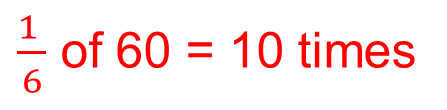 1/6 of 60 = 10 times